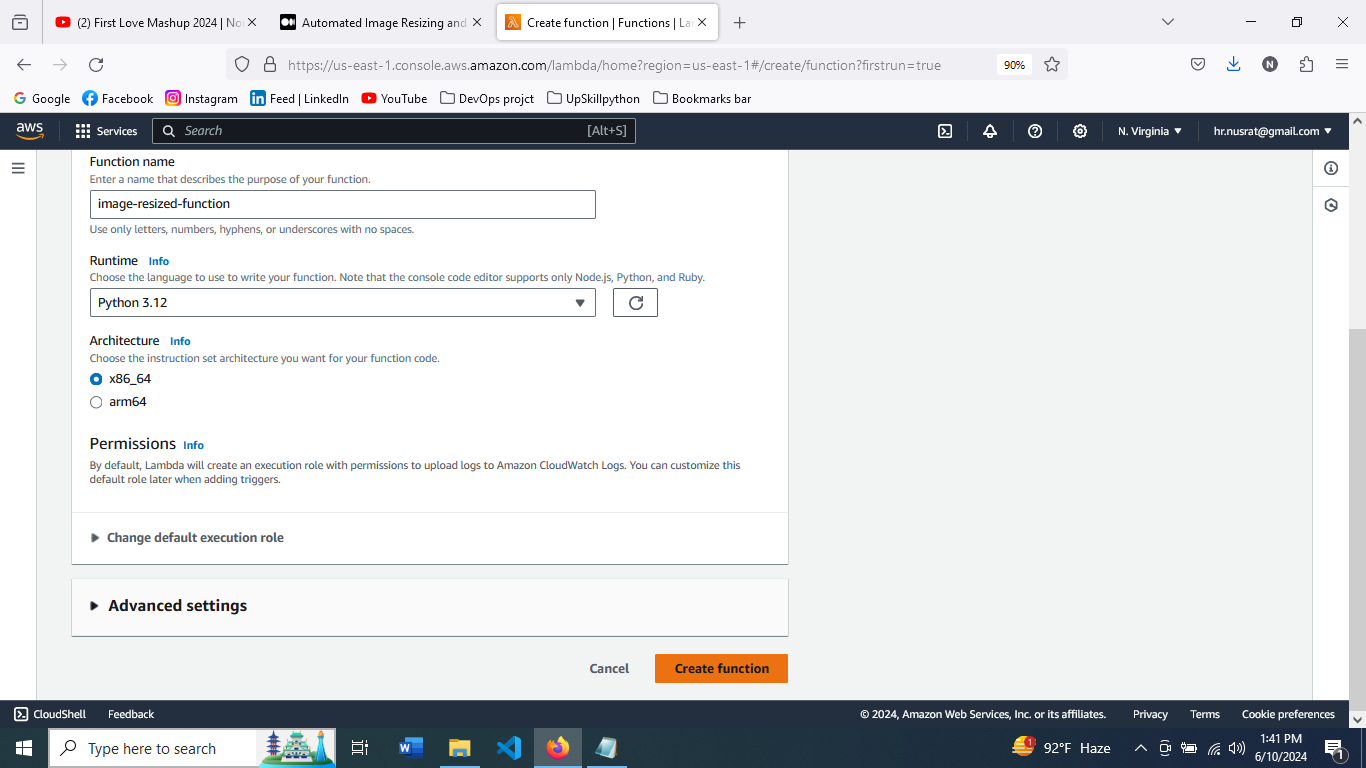 (2) First Love Mashup 2024 | No
Automated Image Resizing and
Create function | Functions | La
https://us-east-1.console.aws.amazon.com/lambda/home?region=us-east-1#/create/function?firstrun=true
90%
N
Google
Facebook
Instagram
Feed | LinkedIn
YouTube
DevOps projct
UpSkillpython
Bookmarks bar
aws
Services
Search
[Alt+S]
N. Virginia
hr.nusrat@gmail.com
Function name
Enter a name that describes the purpose of your function.
image-resized-function
Use only letters, numbers, hyphens, or underscores with no spaces.
Runtime Info
Choose the language to use to write your function. Note that the console code editor supports only Node.js, Python, and Ruby.
Python 3.12
Architecture Info
Choose the instruction set architecture you want for your function code.
x86_64
arm64
Permissions Info
By default, Lambda will create an execution role with permissions to upload logs to Amazon CloudWatch Logs. You can customize this
default role later when adding triggers.
Change default execution role
Advanced settings
Cancel
Create function
CloudShell
Feedback
© 2024, Amazon Web Services, Inc. or its affiliates.
Privacy
Terms
Cookie preferences
Type here to search
1
92°F Haze
1:41 PM
6/10/2024
1